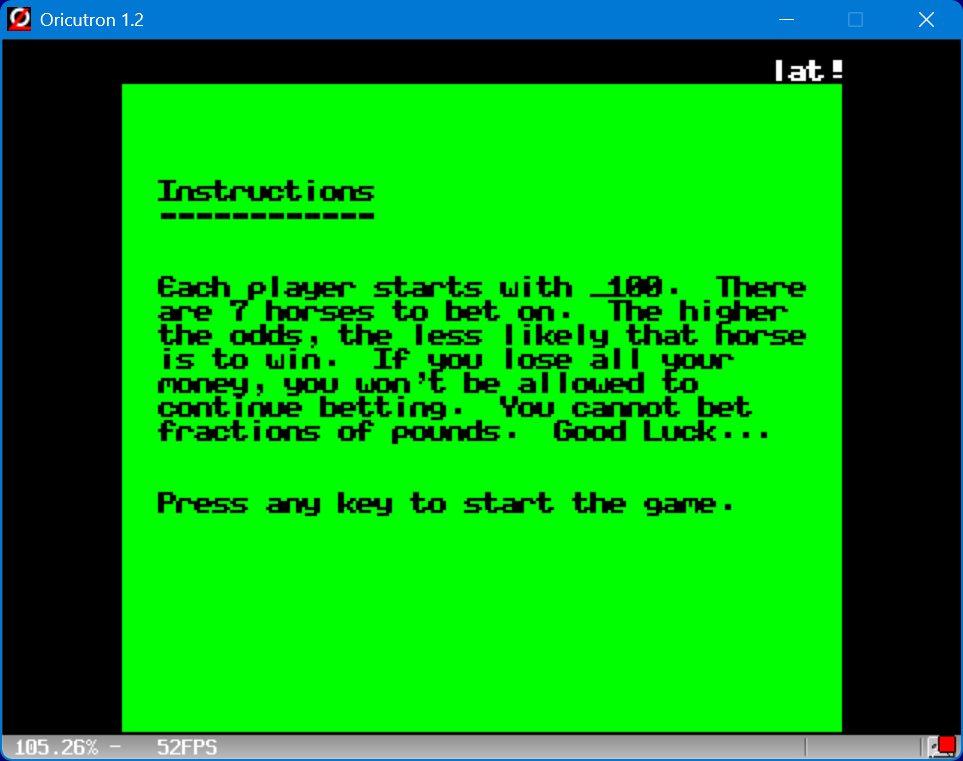 Oricutron 1.2
lat!
Instructions
------------
Each player starts with _100. There
are 7 horses to bet on. The higher
the odds, the less likely that horse
is to win. If you lose all your
money, you won't be allowed to
continue betting. You cannot bet
fractions of pounds. Good Luck...
Press any key to start the game.
105.26% - 52FPS